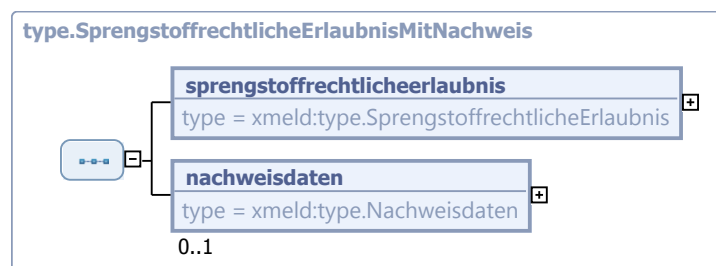 type.SprengstoffrechtlicheErlaubnisMitNachweis
sprengstoffrechtlicheerlaubnis
type = xmeld:type.SprengstoffrechtlicheErlaubnis
nachweisdaten
type = xmeld:type.Nachweisdaten
0..1